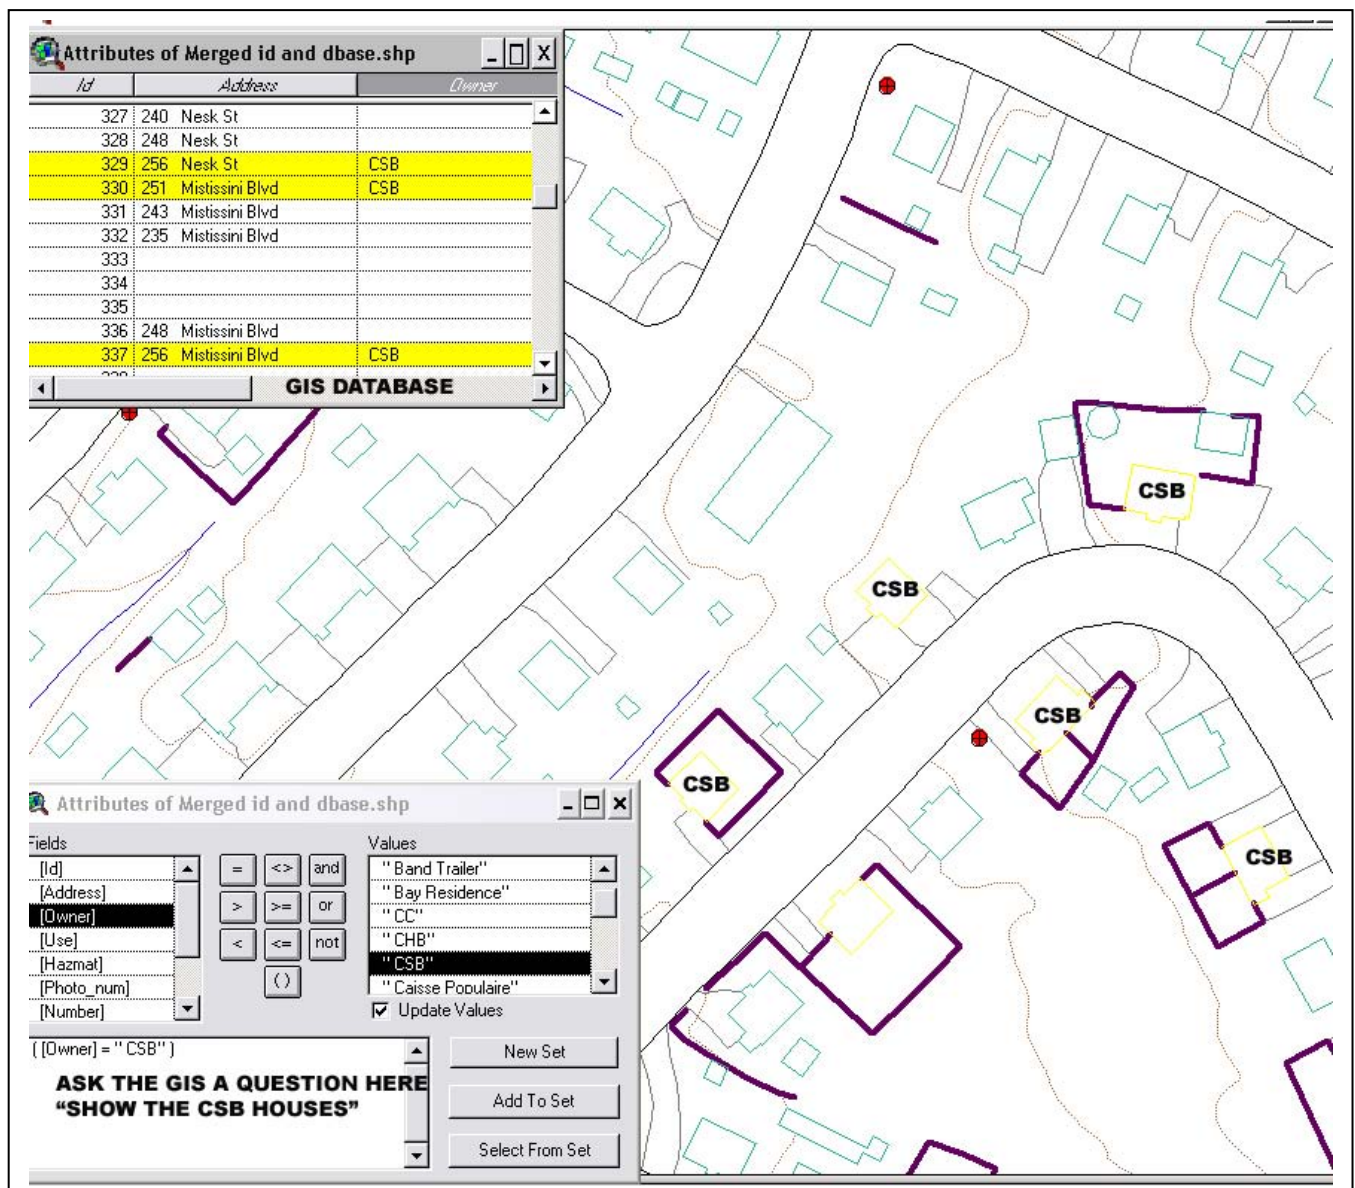 Attributes of Merged id and dbase.shp
Id Address Owner
327 240 Nesk St
328 248 Nesk St
329 256 Nesk St CSB
330 251 Mistissini Blvd CSB
331 243 Mistissini Blvd
332 235 Mistissini Blvd
333
334
335
336 248 Mistissini Blvd
337 256 Mistissini Blvd CSB
GIS DATABASE
CSB
CSB
CSB
CSB
CSB
Attributes of Merged id and dbase.shp
Fields Values
[Id]
[Address]
[Owner]
[Use]
[Hazmat]
[Photo_num]
[Number]
= <> and
> >= or
< <= not
()
"Band Trailer"
"Bay Residence"
"CC"
"CHB"
"CSB"
"Caisse Populaire"
Update Values
( [Owner] = "CSB" )
ASK THE GIS A QUESTION HERE
“SHOW THE CSB HOUSES”
New Set
Add To Set
Select From Set